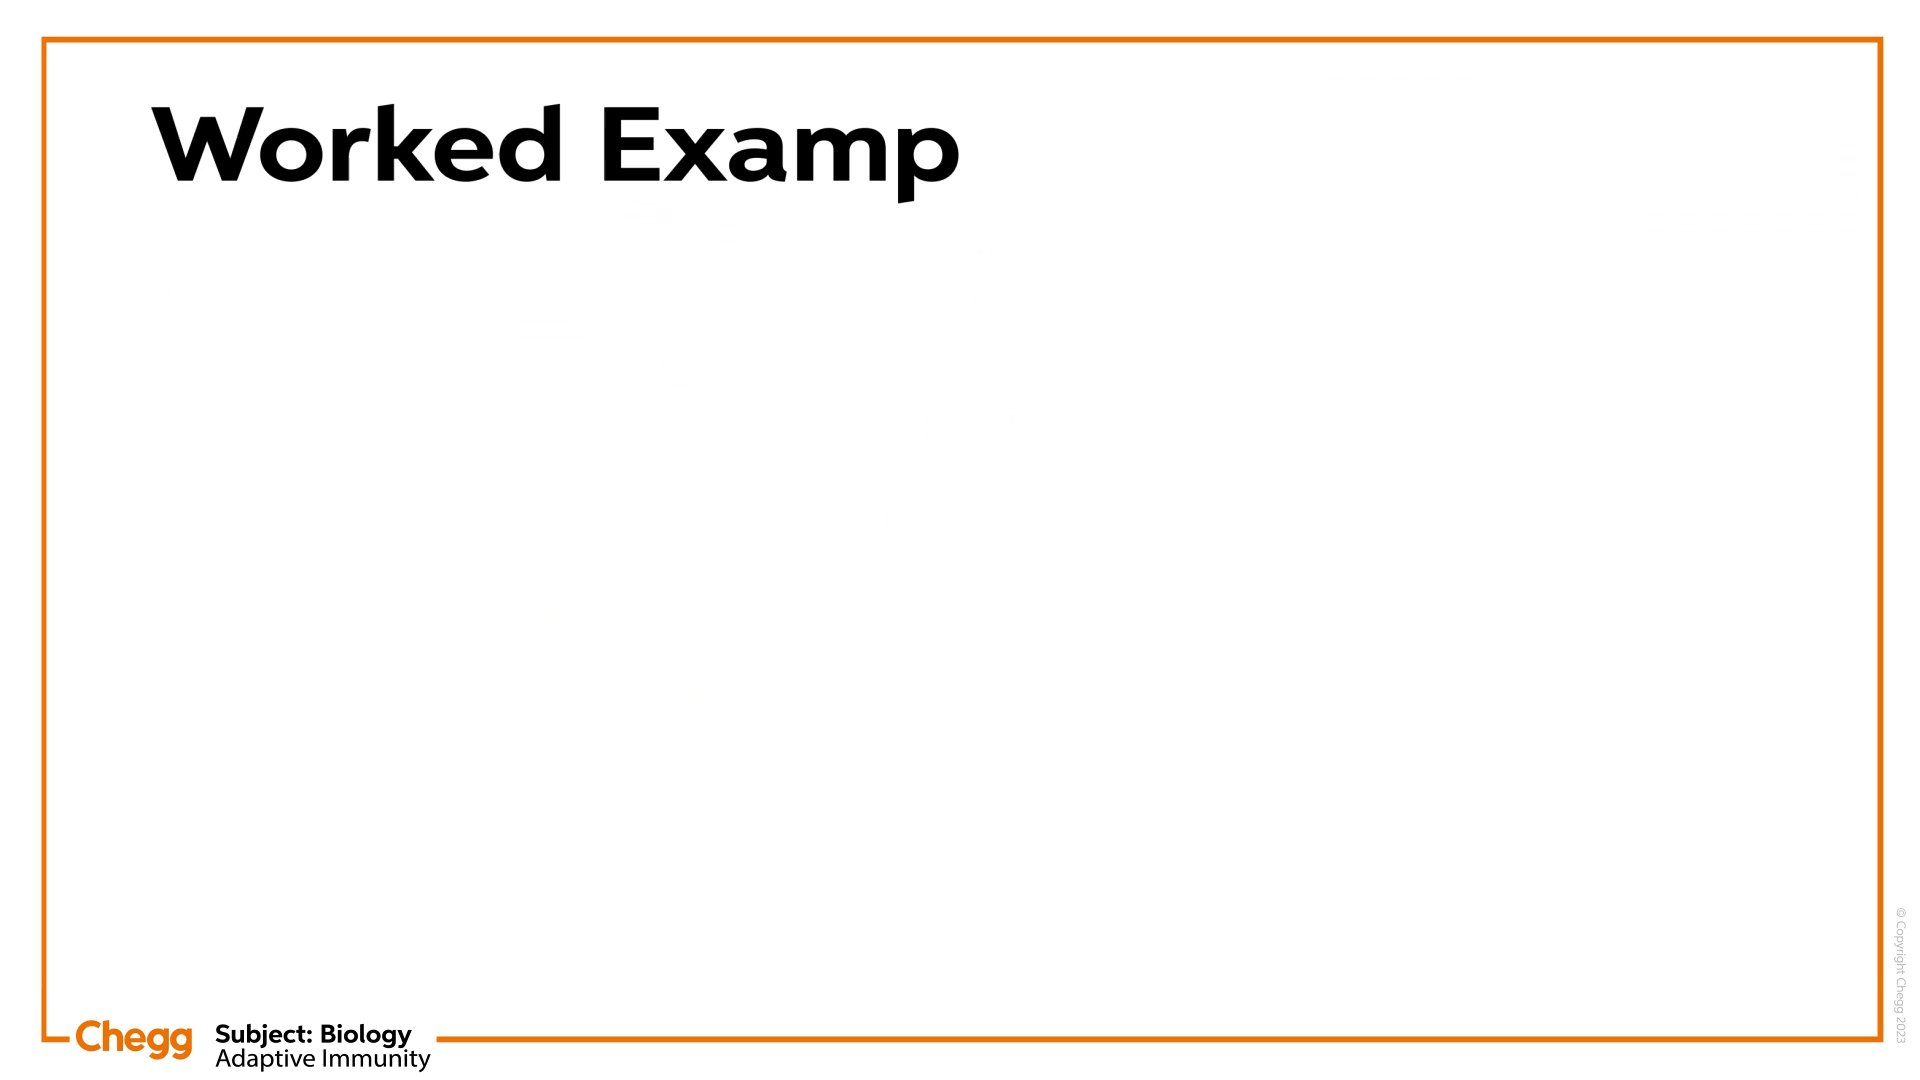 Worked Examp
Chegg
Subject: Biology
Adaptive Immunity
© Copyright Chegg 2023